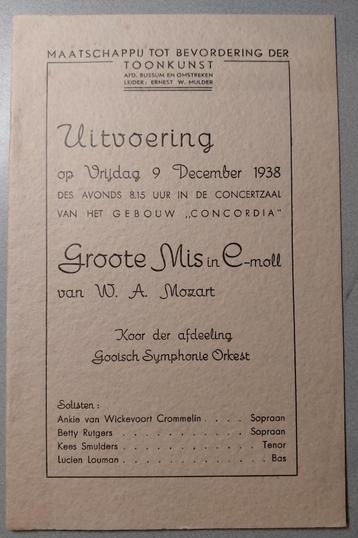 MAATSCHAPPIJ TOT BEVORDERING DER
TOONKUNST
AFD. BUSSUM EN OMSTREKEN
LEIDER: ERNEST W. MULDER
Uitvoering
op Vrijdag 9 December 1938
DES AVONDS 8.15 UUR IN DE CONCERTZAAL
VAN HET GEBOUW „CONCORDIA"
Groote Mis in C-moll
van W. A. Mozart
Koor der afdeeling
Gooisch Symphonie Orkest
Solisten:
Ankie van Wickevoort Crommelin . . . . Sopraan
Betty Rutgers . . . . . . . . . . . . Sopraan
Kees Smulders . . . . . . . . . . . . . Tenor
Lucien Louman . . . . . . . . . . . . . . Bas